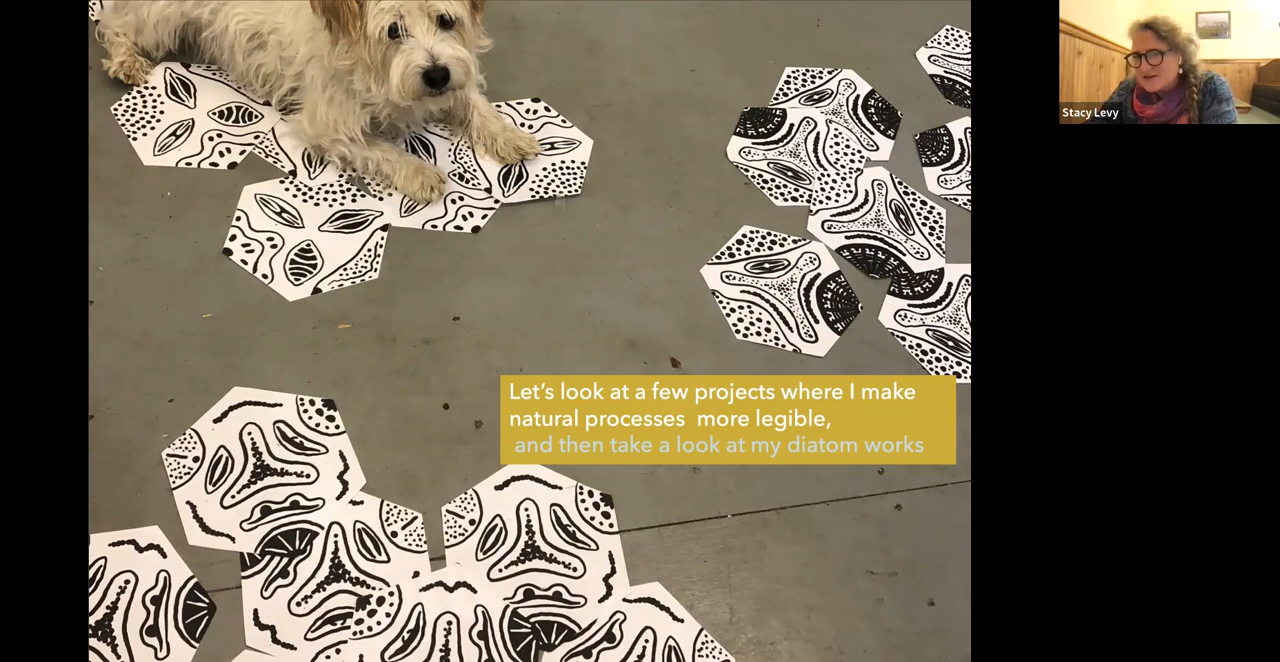 Stacy Levy
Let's look at a few projects where I make
natural processes more legible,
and then take a look at my diatom works